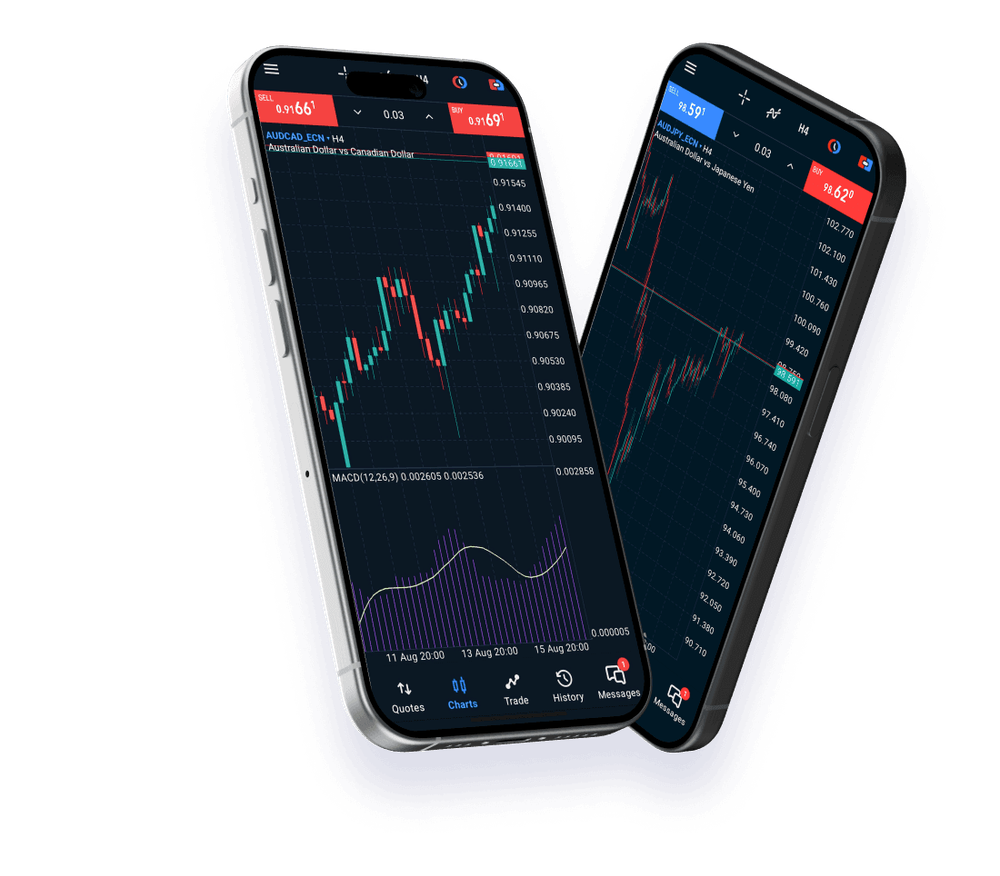 H4
SELL
0.91661
0.03
BUY
0.91691
AUDCAD_ECN • H4
Australian Dollar vs Canadian Dollar
0.91691
0.91661
0.91545
0.91400
0.91255
0.91110
0.90965
0.90820
0.90675
0.90530
0.90385
0.90240
0.90095
MACD(12,26,9) 0.002605 0.002536
0.002858
0.000005
11 Aug 20:00 13 Aug 20:00 15 Aug 20:00
Quotes
Charts
Trade
History
1
Messages
H4
SELL
98.591
0.03
BUY
98.620
AUDJPY_ECN • H4
Australian Dollar vs Japanese Yen
102.770
102.100
101.430
100.760
100.090
99.420
98.750
98.591
98.080
97.410
96.740
96.070
95.400
94.730
94.060
93.390
92.720
92.050
91.380
90.710
1
Messages